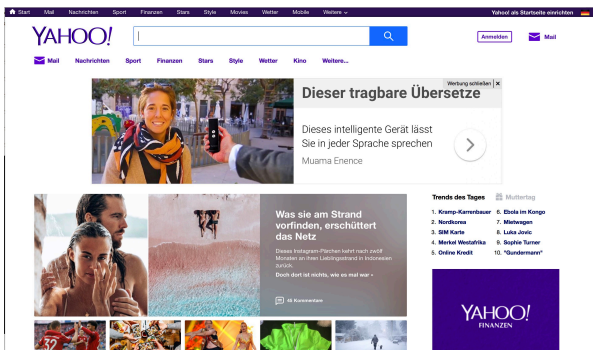 Start Mail Nachrichten Sport Finanzen Stars Style Movies Wetter Mobile Weitere
Yahoo! als Startseite einrichten
YAHOO!
Anmelden
Mail
Mail Nachrichten Sport Finanzen Stars Style Wetter Kino Weitere...
Werbung schließen | x
Dieser tragbare Übersetze
Dieses intelligente Gerät lässt
Sie in jeder Sprache sprechen
Muama Enence
Was sie am Strand
vorfinden, erschüttert
das Netz
Dieses Instagram-Pärchen kehrt nach zwölf
Monaten an ihren Lieblingsstrand in Indonesien
zurück.
Doch dort ist nichts, wie es mal war »
45 Kommentare
Trends des Tages
Muttertag
1. Kramp-Karrenbauer
2. Nordkorea
3. SIM Karte
4. Merkel Westafrika
5. Online Kredit
6. Ebola im Kongo
7. Mietwagen
8. Luka Jovic
9. Sophie Turner
10. "Gundermann"
YAHOO!
FINANZEN
32